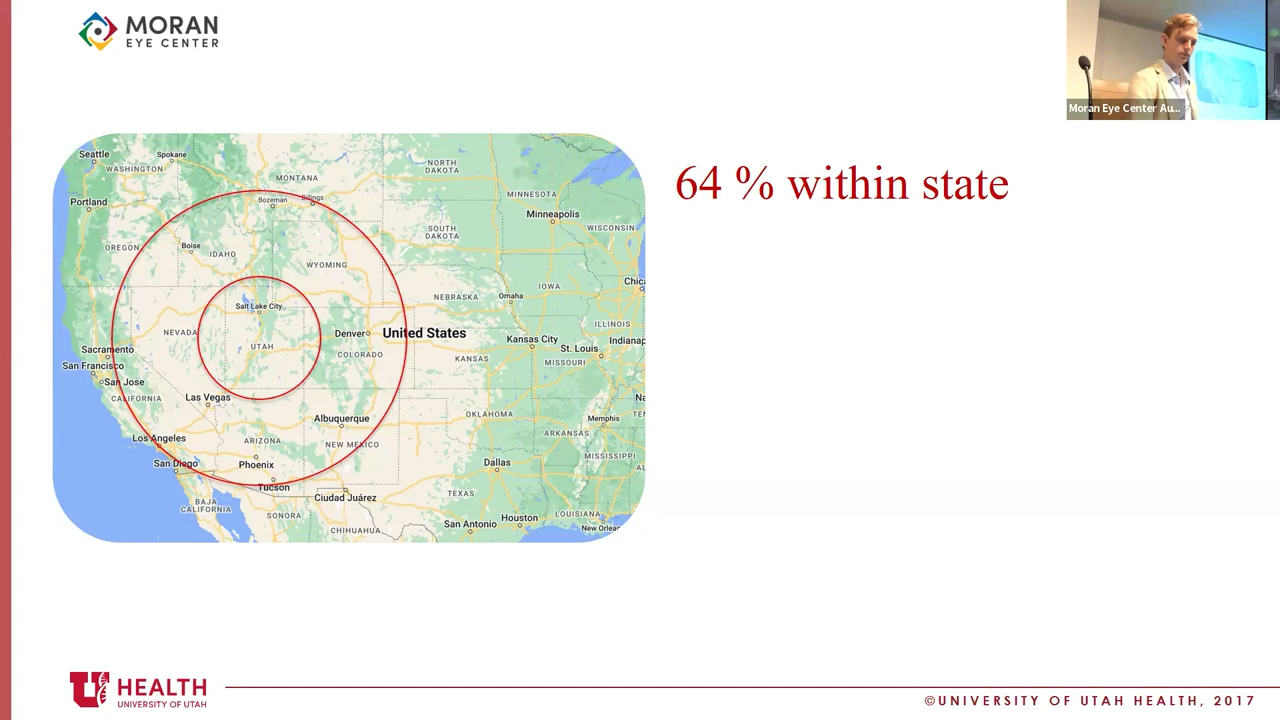 MORAN
EYE CENTER
Moran Eye Center Au...
64 % within state
Seattle
Spokane
WASHINGTON
MONTANA
NORTH
DAKOTA
MINNESOTA
Portland
Bozeman
Billings
Minneapolis
WISCONSIN
SOUTH
DAKOTA
OREGON
Boise
IDAHO
WYOMING
IOWA
Chica
NEBRASKA
Omaha
Salt Lake City
ILLINOIS
NEVADA
Denver
United States
UTAH
Kansas City
Indianap
St. Louis
Sacramento
COLORADO
KANSAS
MISSOURI
San Francisco
San Jose
CALIFORNIA
Las Vegas
Na
TEN
Albuquerque
OKLAHOMA
Memphis
ARKANSAS
Los Angeles
ARIZONA
NEW MEXICO
MISSISSIPPI
San Diego
Phoenix
Dallas
AL
Tucson
Ciudad Juárez
TEXAS
BAJA
CALIFORNIA
SONORA
LOUISIANA
Houston
San Antonio
New Orlean
CHIHUAHUA
U HEALTH
UNIVERSITY OF UTAH
©UNIVERSITY OF UTAH HEALTH, 2017